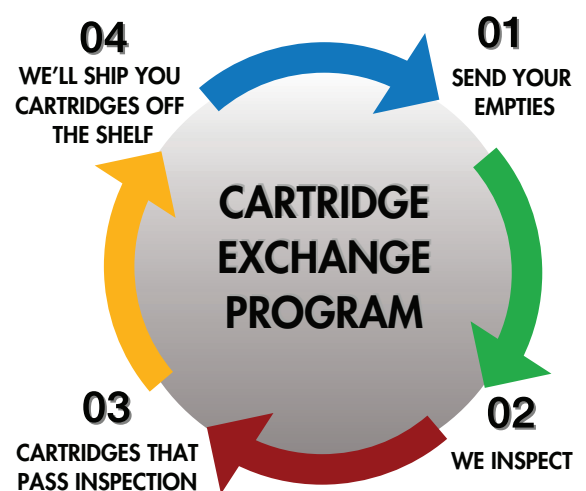 01
SEND YOUR
EMPTIES
02
WE INSPECT
03
CARTRIDGES THAT
PASS INSPECTION
04
WE'LL SHIP YOU
CARTRIDGES OFF
THE SHELF
CARTRIDGE
EXCHANGE
PROGRAM